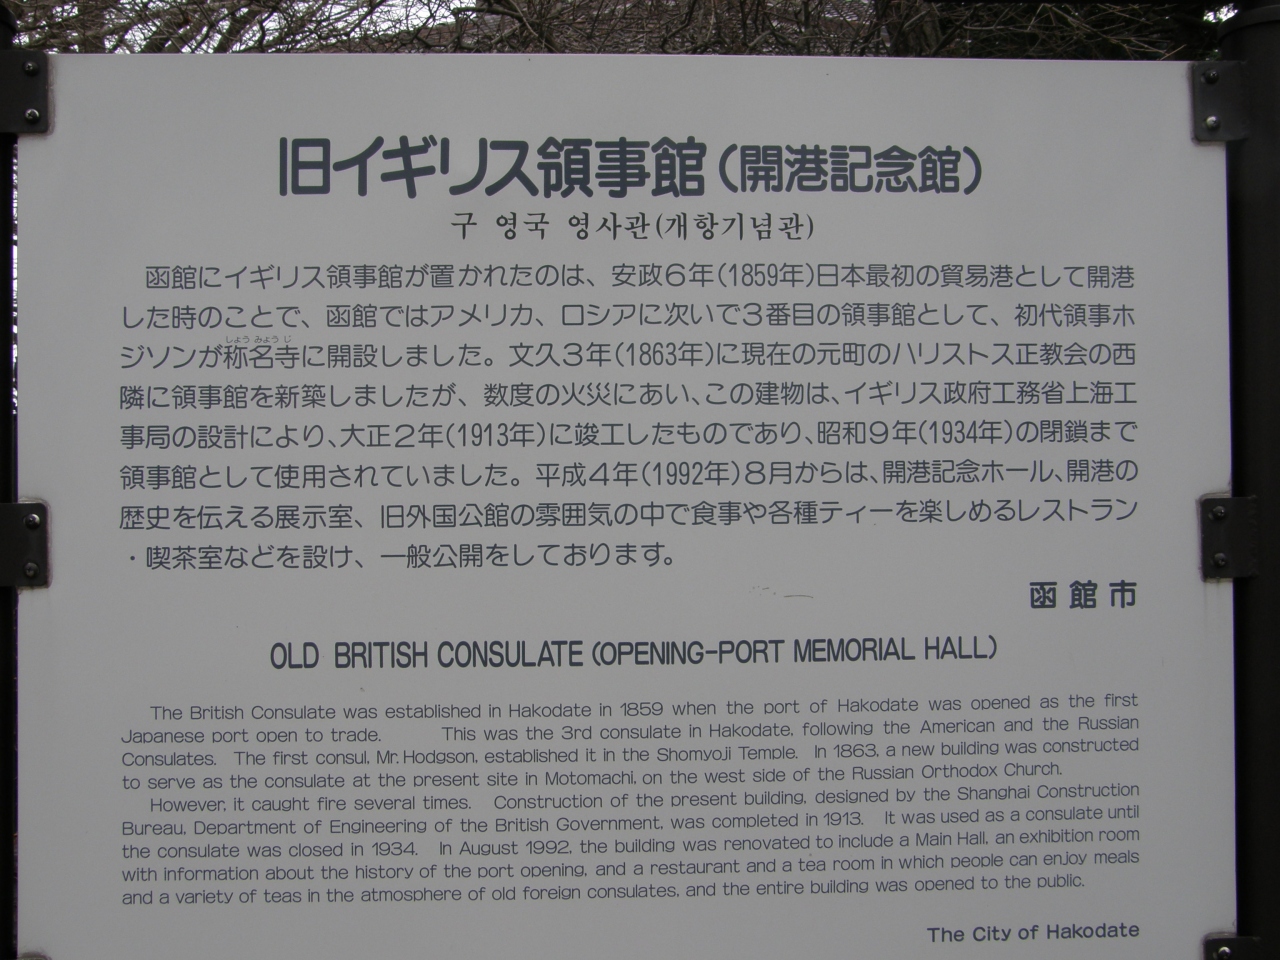 旧イギリス領事館(開港記念館)
구 영국 영사관(개항기념관)
函館にイギリス領事館が置かれたのは、安政6年(1859年)日本最初の貿易港として開港
した時のことで、函館ではアメリカ、ロシアに次いで3番目の領事館として、初代領事ホ
しょう みょう じ
ジソンが称名寺に開設しました。文久3年(1863年)に現在の元町のハリストス正教会の西
隣に領事館を新築しましたが、数度の火災にあい、この建物は、イギリス政府工務省上海工
事局の設計により、大正2年(1913年)に竣工したものであり、昭和9年(1934年)の閉鎖まで
領事館として使用されていました。平成4年(1992年)8月からは、開港記念ホール、開港の
歴史を伝える展示室、旧外国公館の雰囲気の中で食事や各種ティーを楽しめるレストラン
・喫茶室などを設け、一般公開をしております。
函館市
OLD BRITISH CONSULATE (OPENING-PORT MEMORIAL HALL)
The British Consulate was established in Hakodate in 1859 when the port of Hakodate was opened as the first
Japanese port open to trade. This was the 3rd consulate in Hakodate, following the American and the Russian
Consulates. The first consul, Mr. Hodgson, established it in the Shomyoji Temple. In 1863, a new building was constructed
to serve as the consulate at the present site in Motomachi, on the west side of the Russian Orthodox Church.
However, it caught fire several times. Construction of the present building, designed by the Shanghai Construction
Bureau, Department of Engineering of the British Government, was completed in 1913. It was used as a consulate until
the consulate was closed in 1934. In August 1992, the building was renovated to include a Main Hall, an exhibition room
with information about the history of the port opening, and a restaurant and a tea room in which people can enjoy meals
and a variety of teas in the atmosphere of old foreign consulates, and the entire building was opened to the public.
The City of Hakodate